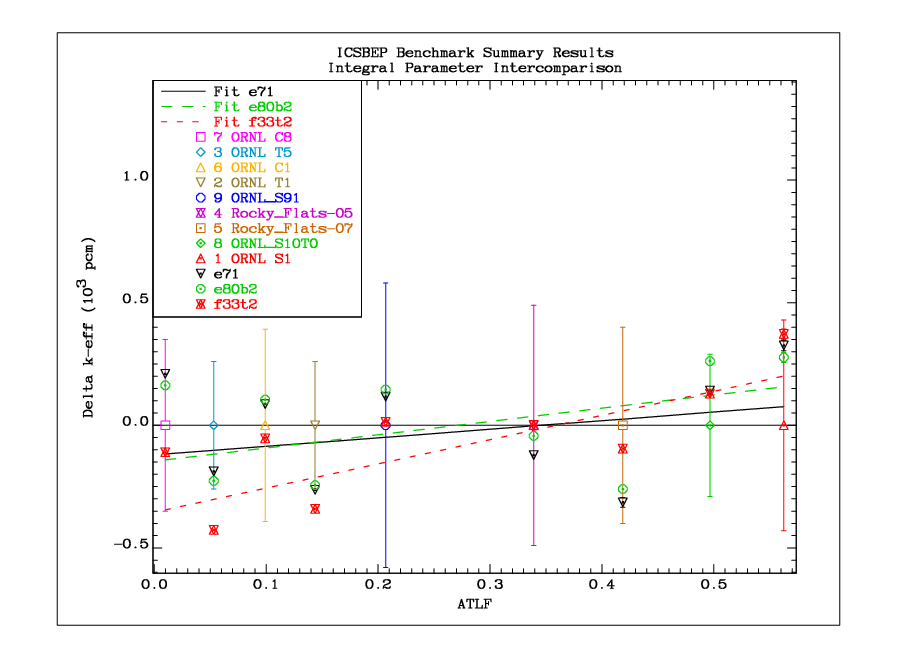 ICSBEP Benchmark Summary Results
Integral Parameter Intercomparison
Fit e71
Fit e80b2
Fit f33t2
7 ORNL C8
3 ORNL T5
6 ORNL C1
2 ORNL T1
9 ORNL_S91
4 Rocky_Flats-05
5 Rocky_Flats-07
8 ORNL_S10T0
1 ORNL S1
e71
e80b2
f33t2
1.0
0.5
0.0
-0.5
Delta k-eff (10³ pcm)
0.0 0.1 0.2 0.3 0.4 0.5
ATLF